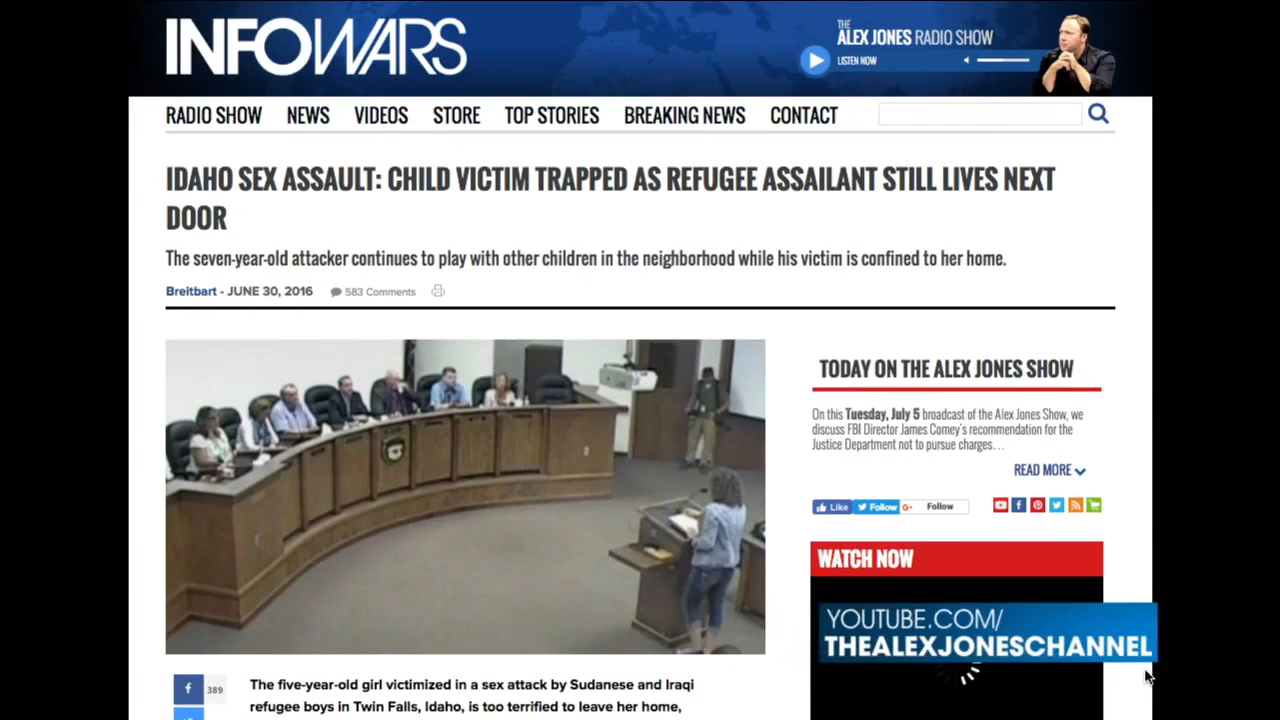 INFOWARS
THE
ALEX JONES RADIO SHOW
LISTEN NOW
RADIO SHOW NEWS VIDEOS STORE TOP STORIES BREAKING NEWS CONTACT
IDAHO SEX ASSAULT: CHILD VICTIM TRAPPED AS REFUGEE ASSAILANT STILL LIVES NEXT
DOOR
The seven-year-old attacker continues to play with other children in the neighborhood while his victim is confined to her home.
Breitbart - JUNE 30, 2016 583 Comments
TODAY ON THE ALEX JONES SHOW
On this Tuesday, July 5 broadcast of the Alex Jones Show, we
discuss FBI Director James Comey's recommendation for the
Justice Department not to pursue charges…
READ MORE
Like Follow G+ Follow
WATCH NOW
YOUTUBE.COM/
THEALEXJONESCHANNEL
f 389
The five-year-old girl victimized in a sex attack by Sudanese and Iraqi
refugee boys in Twin Falls, Idaho, is too terrified to leave her home,